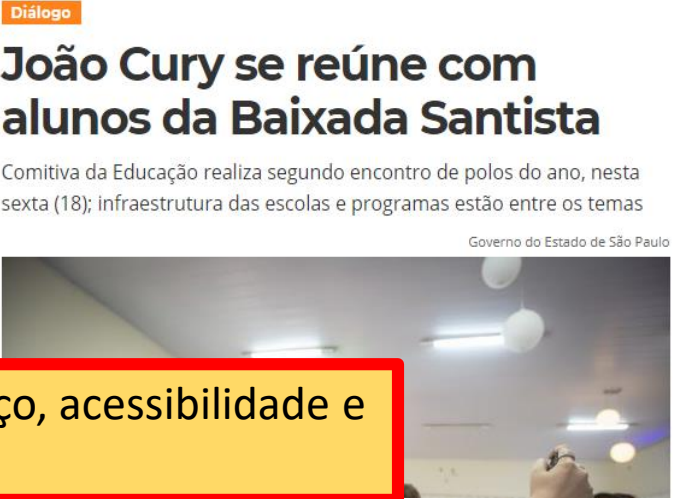 Diálogo
João Cury se reúne com
alunos da Baixada Santista
Comitiva da Educação realiza segundo encontro de polos do ano, nesta
sexta (18); infraestrutura das escolas e programas estão entre os temas
Governo do Estado de São Paulo
acessibilidade e